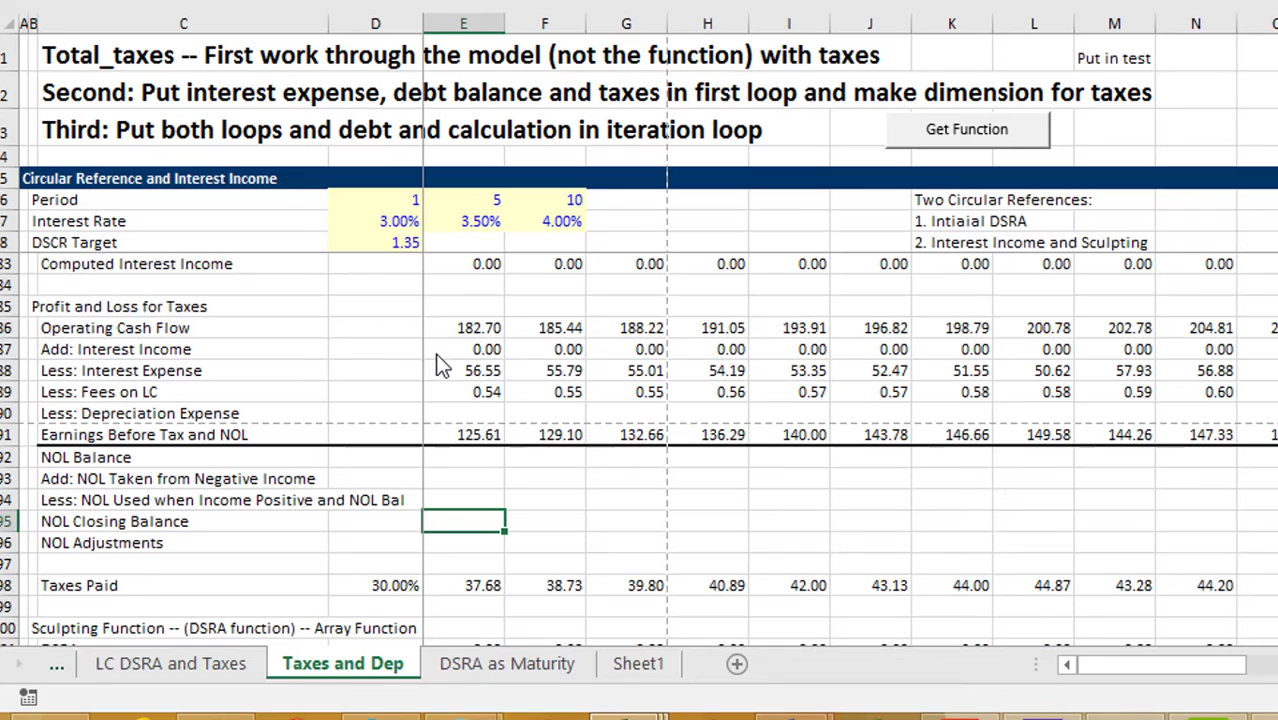 A B C D E F G H I J K L M N
1 Total_taxes -- First work through the model (not the function) with taxes Put in test
2 Second: Put interest expense, debt balance and taxes in first loop and make dimension for taxes
3 Third: Put both loops and debt and calculation in iteration loop Get Function
4
5 Circular Reference and Interest Income
6 Period 1 5 10 Two Circular References:
7 Interest Rate 3.00% 3.50% 4.00% 1. Intiaial DSRA
8 DSCR Target 1.35 2. Interest Income and Sculpting
83 Computed Interest Income 0.00 0.00 0.00 0.00 0.00 0.00 0.00 0.00 0.00 0.00
84
85 Profit and Loss for Taxes
86 Operating Cash Flow 182.70 185.44 188.22 191.05 193.91 196.82 198.79 200.78 202.78 204.81
87 Add: Interest Income 0.00 0.00 0.00 0.00 0.00 0.00 0.00 0.00 0.00 0.00
88 Less: Interest Expense 56.55 55.79 55.01 54.19 53.35 52.47 51.55 50.62 57.93 56.88
89 Less: Fees on LC 0.54 0.55 0.55 0.56 0.57 0.57 0.58 0.58 0.59 0.60
90 Less: Depreciation Expense
91 Earnings Before Tax and NOL 125.61 129.10 132.66 136.29 140.00 143.78 146.66 149.58 144.26 147.33
92 NOL Balance
93 Add: NOL Taken from Negative Income
94 Less: NOL Used when Income Positive and NOL Bal
95 NOL Closing Balance
96 NOL Adjustments
97
98 Taxes Paid 30.00% 37.68 38.73 39.80 40.89 42.00 43.13 44.00 44.87 43.28 44.20
99
00 Sculpting Function -- (DSRA function) -- Array Function
... LC DSRA and Taxes Taxes and Dep DSRA as Maturity Sheet1